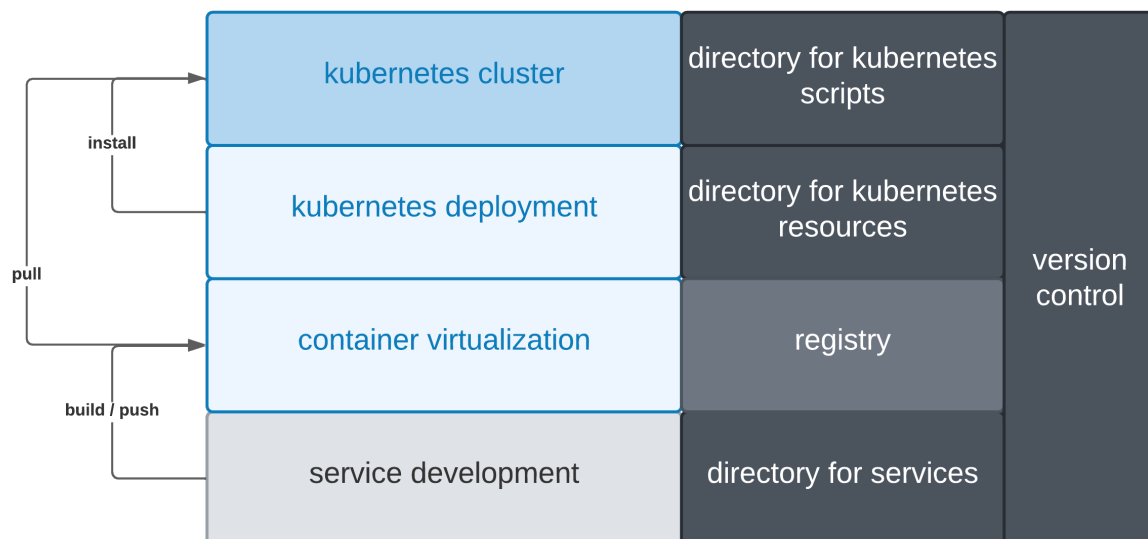 kubernetes cluster
directory for kubernetes
scripts
install
kubernetes deployment
directory for kubernetes
resources
version
control
pull
container virtualization
registry
build / push
service development
directory for services